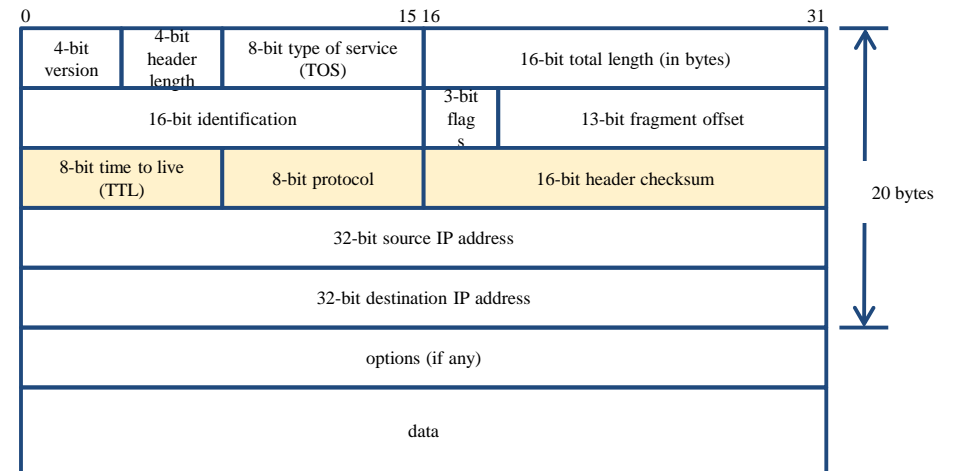 0 15 16 31
4-bit
version
4-bit
header
length
8-bit type of service
(TOS)
16-bit total length (in bytes)
16-bit identification
3-bit
flag
s
13-bit fragment offset
8-bit time to live
(TTL)
8-bit protocol
16-bit header checksum
20 bytes
32-bit source IP address
32-bit destination IP address
options (if any)
data